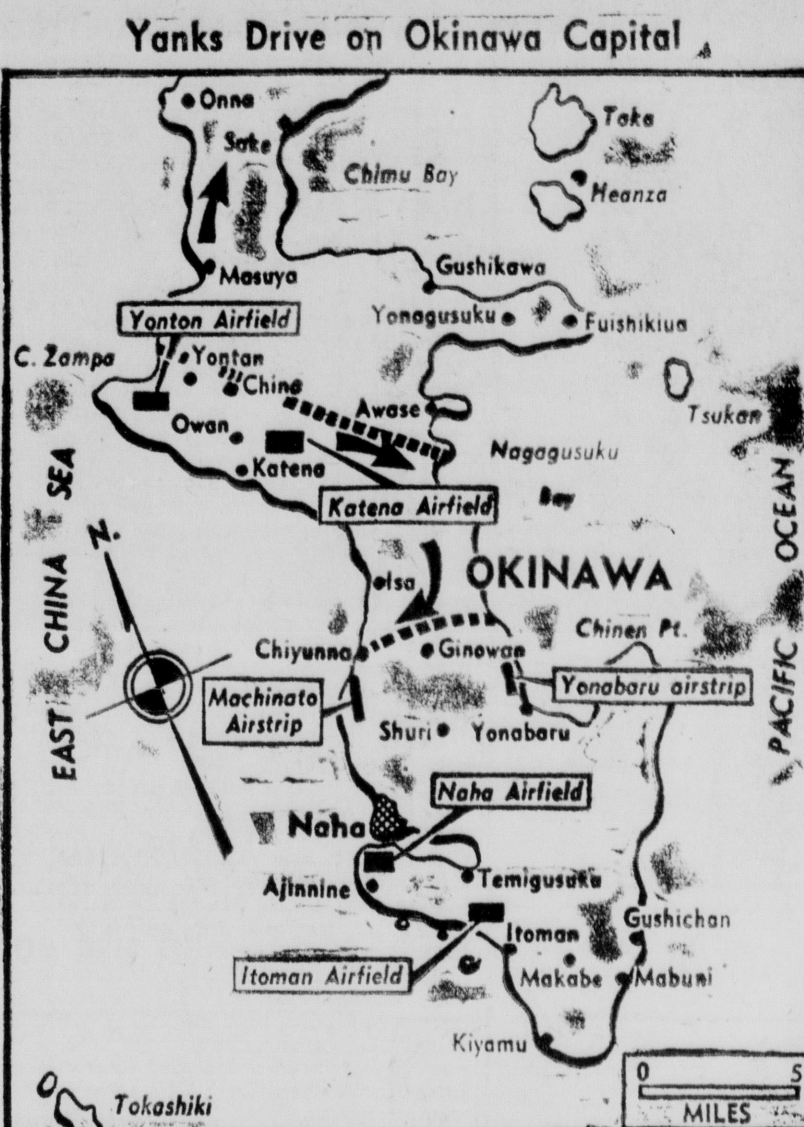 Yanks Drive on Okinawa Capital
Onna
Sake
Chimu Bay
Taka
Heanza
Masuya
Gushikawa
Yonton Airfield
Yonagusuku
Fuishikiua
C. Zampa
Yontan
China
Awase
Tsukan
Owan
Katena
Nagagusuku
Bay
Katena Airfield
EAST CHINA SEA
PACIFIC OCEAN
N.
Isa
OKINAWA
Chinen Pt.
Chiyunna
Ginowan
Machinato
Airstrip
Yonabaru airstrip
Shuri
Yonabaru
Naha Airfield
Naha
Ajinnine
Temigusuku
Itoman
Gushichan
Itoman Airfield
Makabe
Mabuni
Kiyamu
0 5
MILES
Tokashiki